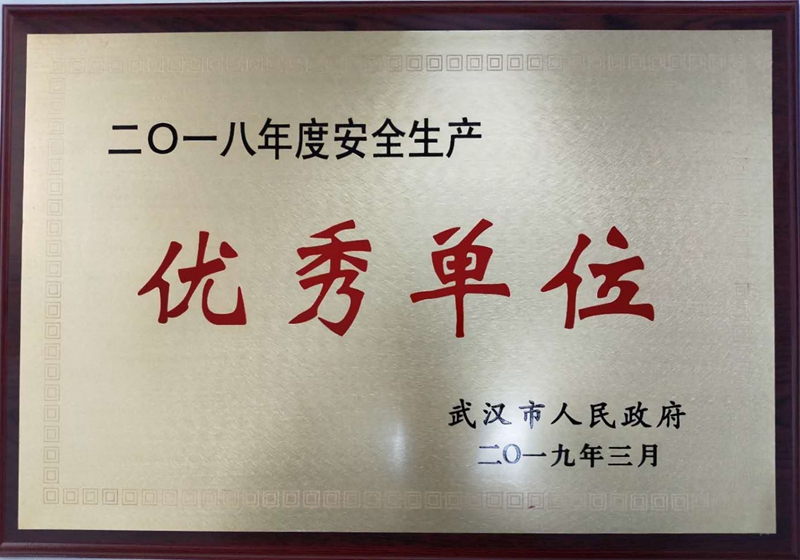 二〇一八年度安全生产
优秀单位
武汉市人民政府
二〇一九年三月